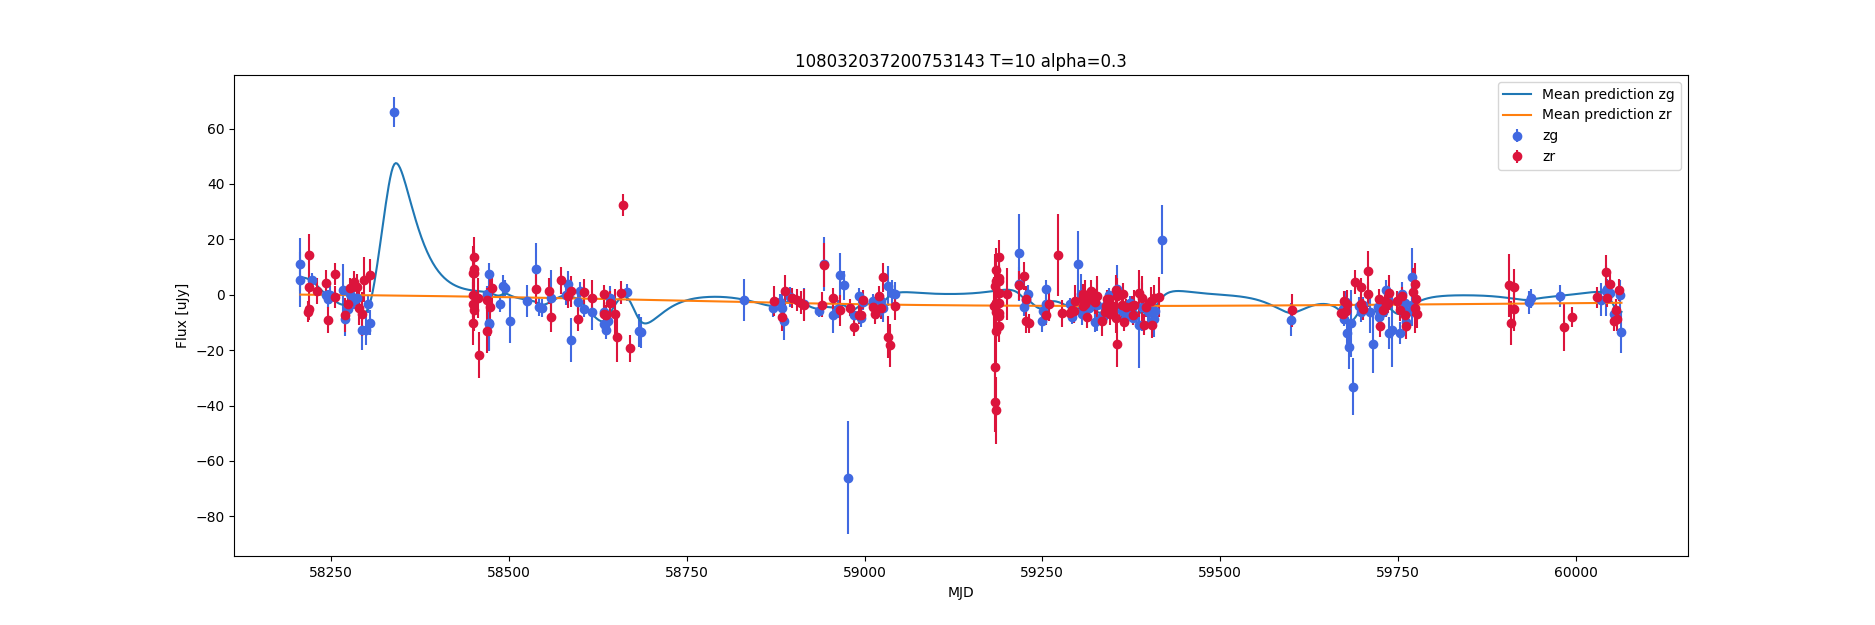 108032037200753143 T=10 alpha=0.3
Mean prediction zg
Mean prediction zr
zg
zr
Flux [uJy]
60
40
20
0
−20
−40
−60
−80
58250 58500 58750 59000 59250 59500 59750 60000
MJD